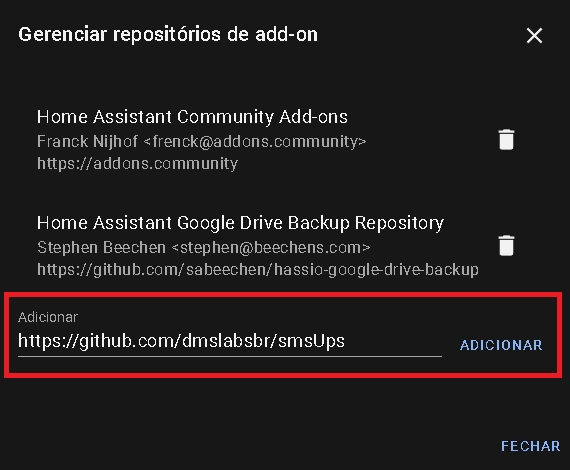 Gerenciar repositórios de add-on
Home Assistant Community Add-ons
Franck Nijhof <frenck@addons.community>
https://addons.community
Home Assistant Google Drive Backup Repository
Stephen Beechen <stephen@beechens.com>
https://github.com/sabeechen/hassio-google-drive-backup
Adicionar
https://github.com/dmslabsbr/smsUps
ADICIONAR
FECHAR